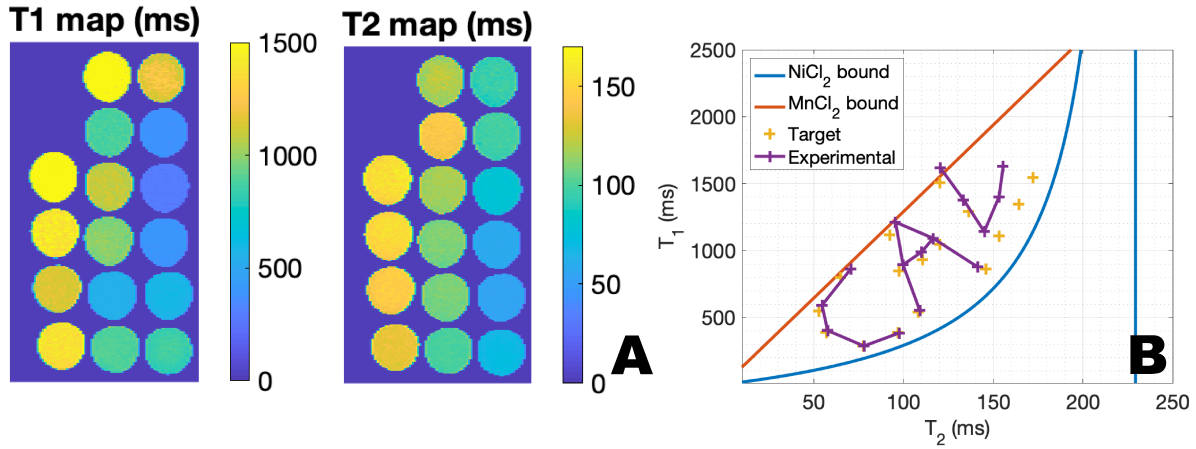 T1 map (ms)
1500
1000
500
0
T2 map (ms)
150
100
50
0
A
2500
2000
1500
1000
500
T1 (ms)
NiCl2 bound
MnCl2 bound
Target
Experimental
B
50
100
150
200
250
T2 (ms)